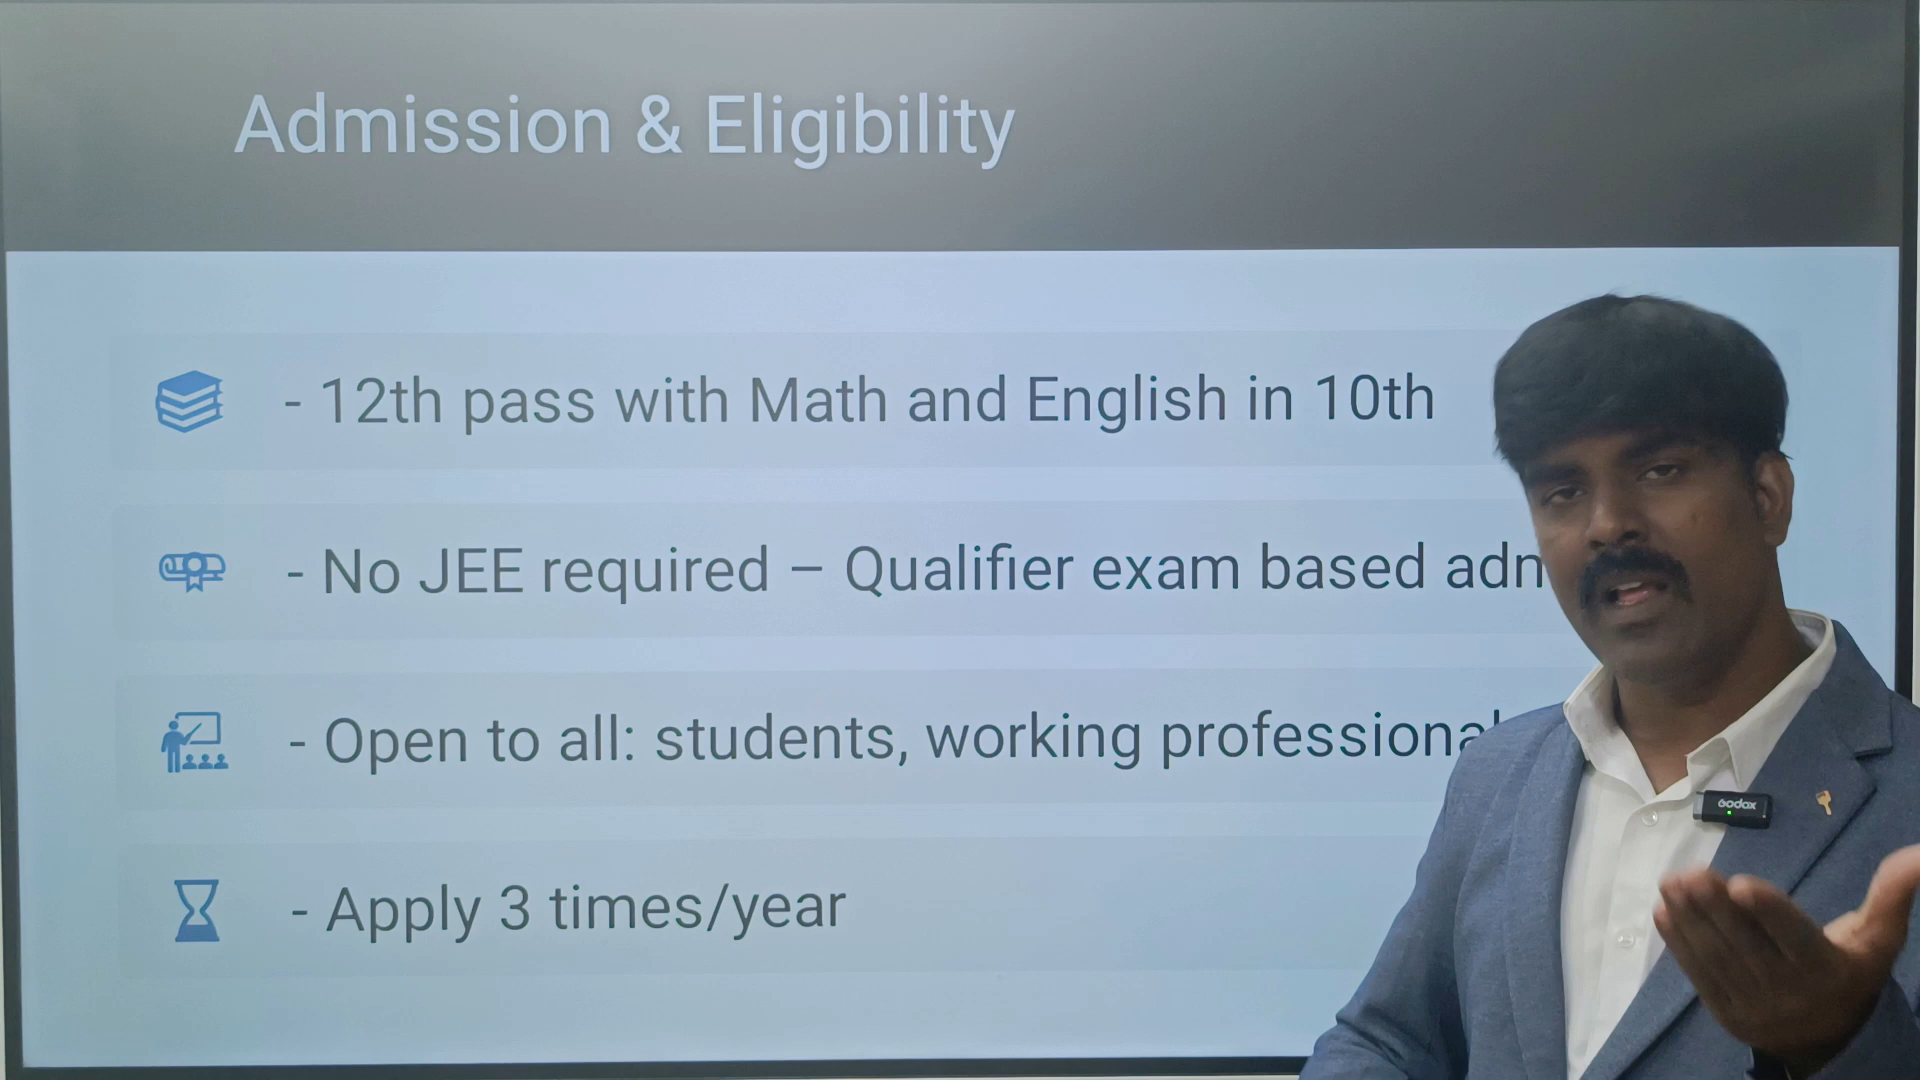 Admission & Eligibility
- 12th pass with Math and English in 10th
- No JEE required – Qualifier exam based
- Open to all: students, working
- Apply 3 times/year
Godox